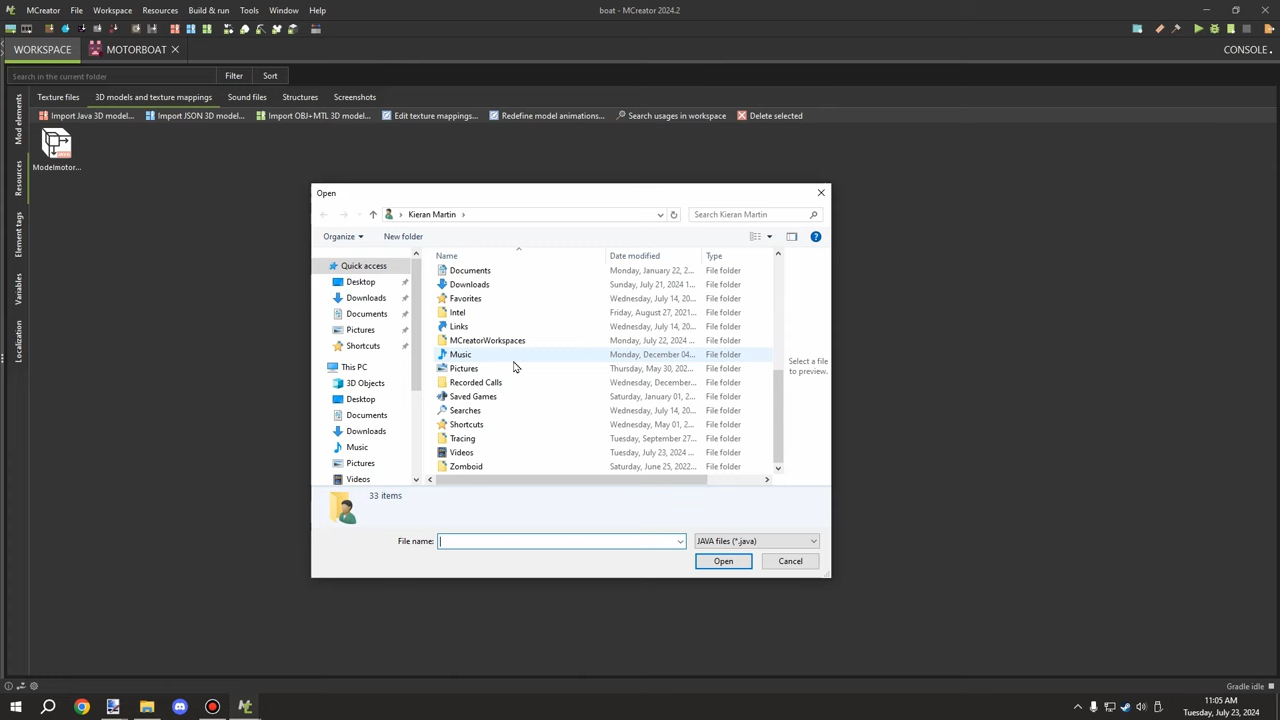 MCreator File Workspace Resources Build & run Tools Window Help boat - MCreator 2024.2
WORKSPACE MOTORBOAT CONSOLE
Search in the current folder Filter Sort
Texture files 3D models and texture mappings Sound files Structures Screenshots
Import Java 3D model... Import JSON 3D model... Import OBJ+MTL 3D model... Edit texture mappings... Redefine model animations... Search usages in workspace Delete selected
Mod elements
Resources
Element tags
Variables
Localization
JAVA
Modelmotor...
Open
Kieran Martin
Search Kieran Martin
Organize New folder
Name Date modified Type
Quick access
Desktop
Downloads
Documents
Pictures
Shortcuts
This PC
3D Objects
Desktop
Documents
Downloads
Music
Pictures
Videos
Documents Monday, January 22, 2... File folder
Downloads Sunday, July 21, 2024 1... File folder
Favorites Wednesday, July 14, 20... File folder
Intel Friday, August 27, 2021... File folder
Links Wednesday, July 14, 20... File folder
MCreatorWorkspaces Monday, July 22, 2024 ... File folder
Music Monday, December 04... File folder
Pictures Thursday, May 30, 202... File folder
Recorded Calls Wednesday, December... File folder
Saved Games Saturday, January 01, 2... File folder
Searches Wednesday, July 14, 20... File folder
Shortcuts Wednesday, May 01, 2... File folder
Tracing Tuesday, September 27... File folder
Videos Tuesday, July 23, 2024 ... File folder
Zomboid Saturday, June 25, 2022... File folder
Select a file
to preview.
33 items
File name: JAVA files (*.java)
Open Cancel
Gradle idle
11:05 AM
Tuesday, July 23, 2024